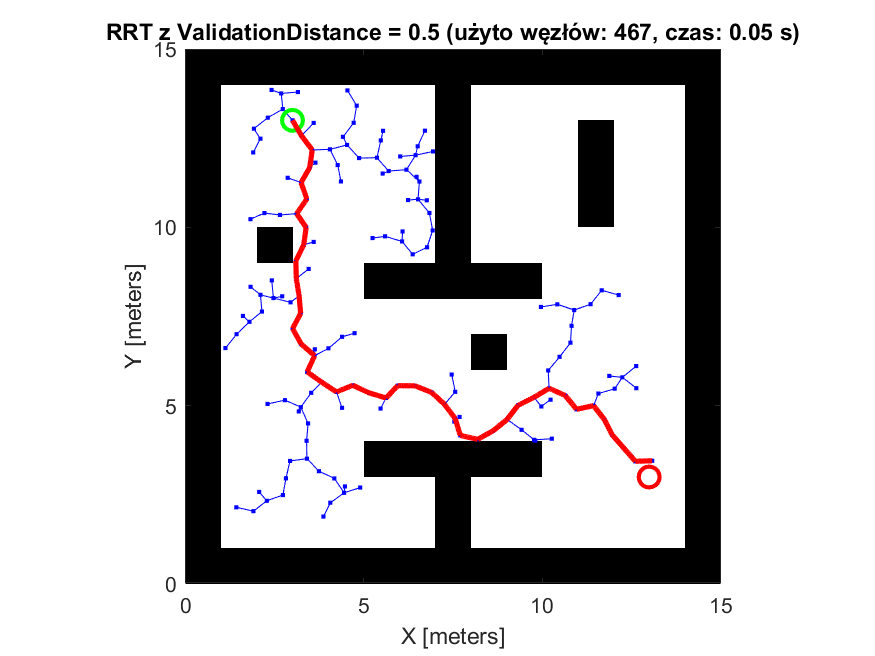 RRT z ValidationDistance = 0.5 (użyto węzłów: 467, czas: 0.05 s)
15
10
5
0
Y [meters]
0 5 10 15
X [meters]